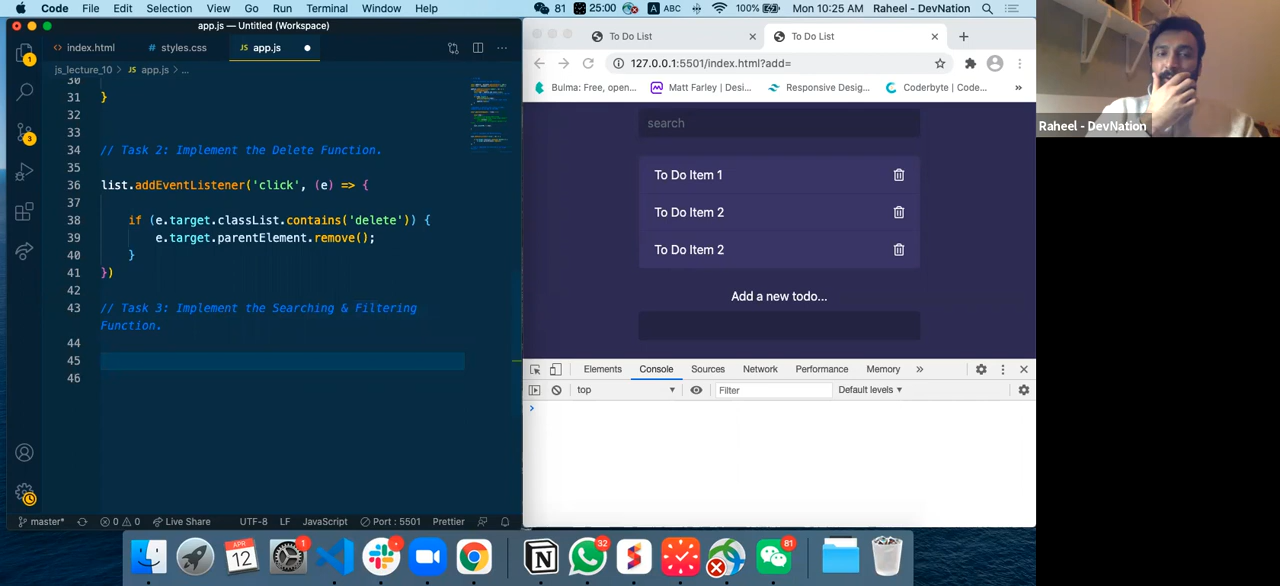 Code File Edit Selection View Go Run Terminal Window Help 81 25:00 A ABC 100% Mon 10:25 AM Raheel - DevNation
app.js — Untitled (Workspace)
index.html
styles.css
JS app.js
js_lecture_10 > JS app.js > ...
30
31 }
32
33
34 // Task 2: Implement the Delete Function.
35
36 list.addEventListener('click', (e) => {
37
38 if (e.target.classList.contains('delete')) {
39 e.target.parentElement.remove();
40 }
41 })
42
43 // Task 3: Implement the Searching & Filtering
Function.
44
45
46
1
3
master* 0 0 Live Share UTF-8 LF JavaScript Port : 5501 Prettier
To Do List
To Do List
127.0.0.1:5501/index.html?add=
Bulma: Free, open...
Matt Farley | Desi...
Responsive Desig...
Coderbyte | Code...
»
search
To Do Item 1
To Do Item 2
To Do Item 2
Add a new todo...
Elements Console Sources Network Performance Memory »
top Filter Default levels
>
Raheel - DevNation
APR
12
1
32
81